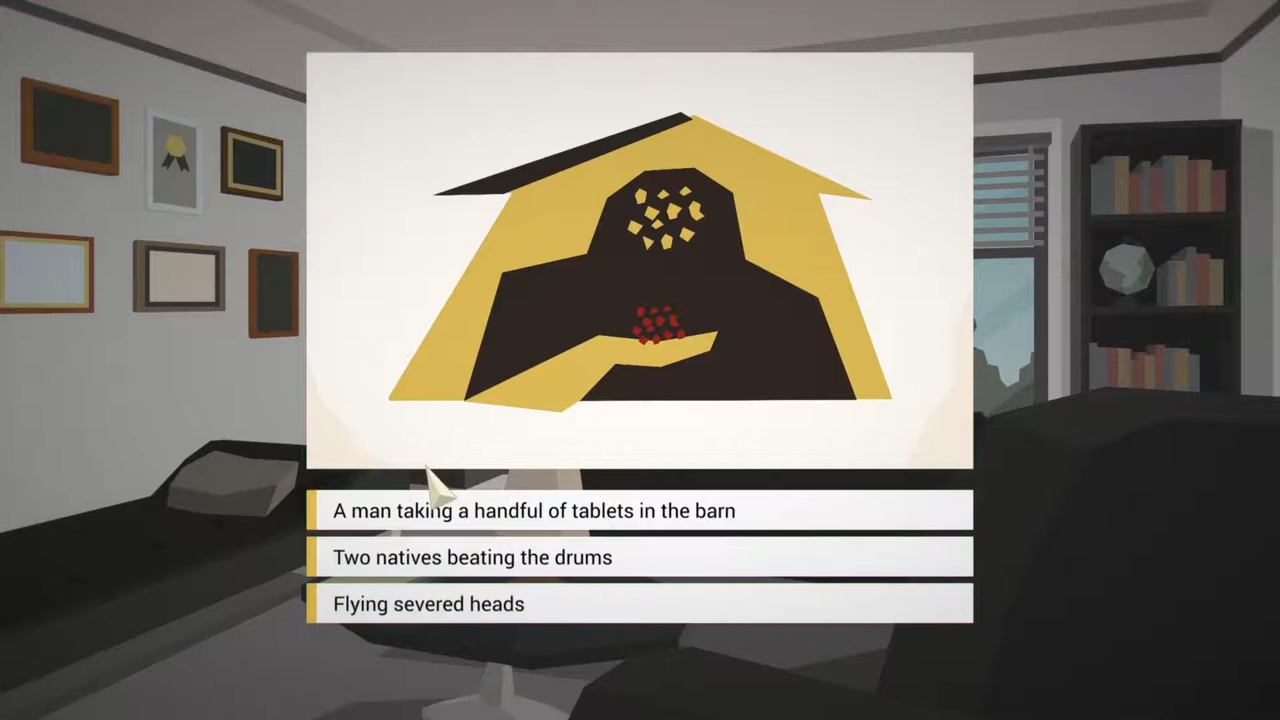 A man taking a handful of tablets in the barn
Two natives beating the drums
Flying severed heads